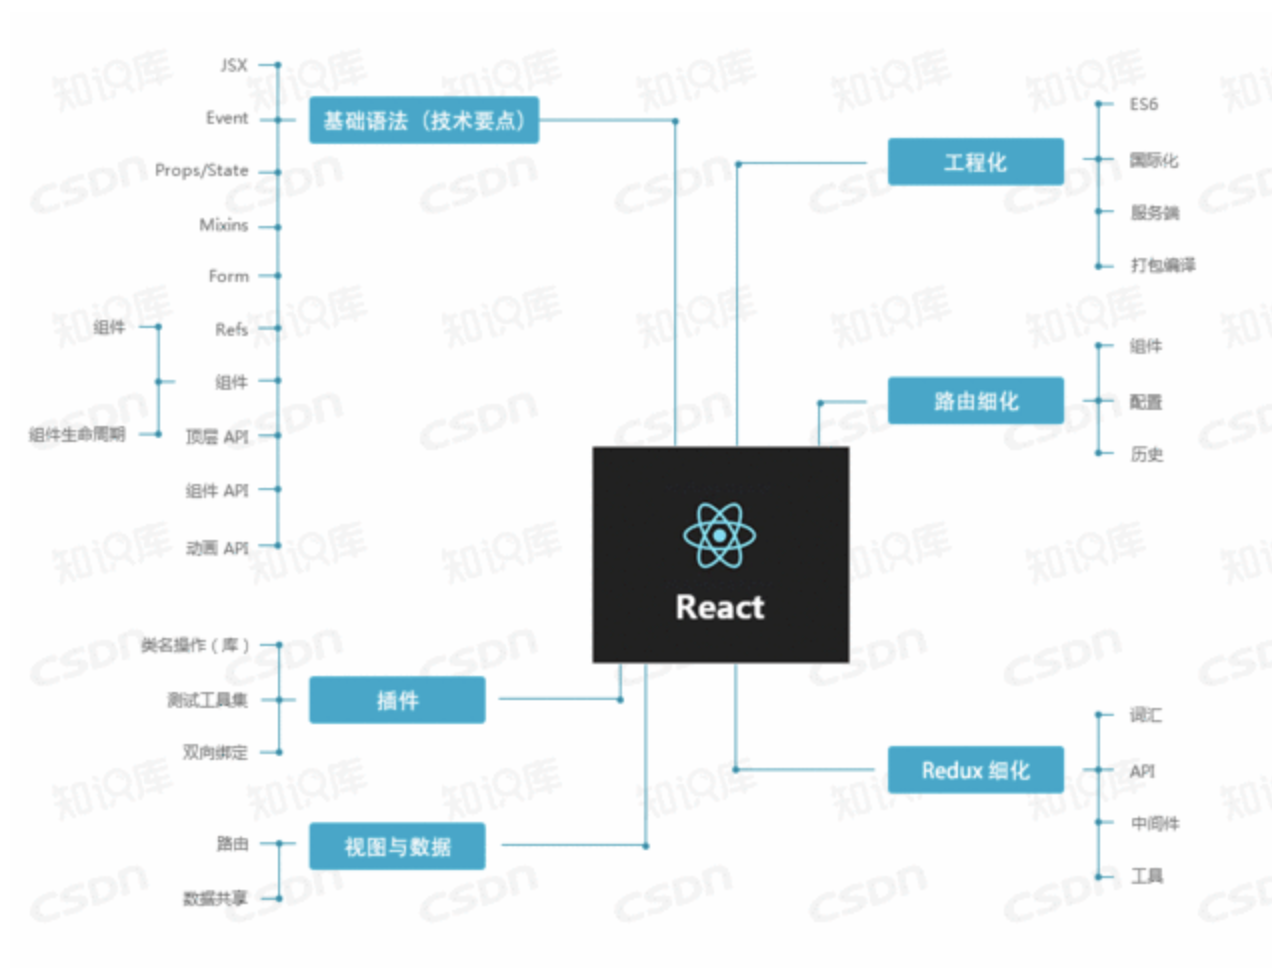 JSX
Event
Props/State
Mixins
Form
Refs
组件
顶层 API
组件 API
动画 API
组件
组件生命周期
基础语法（技术要点）
工程化
ES6
国际化
服务端
打包编译
路由细化
组件
配置
历史
React
类名操作（库）
测试工具集
双向绑定
插件
路由
数据共享
视图与数据
Redux 细化
词汇
API
中间件
工具
知识库
CSDN